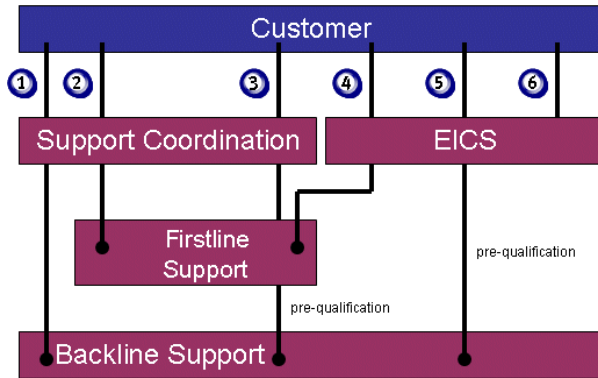 Customer
1 2 3 4 5 6
Support Coordination EICS
Firstline
Support
pre-qualification
pre-qualification
Backline Support